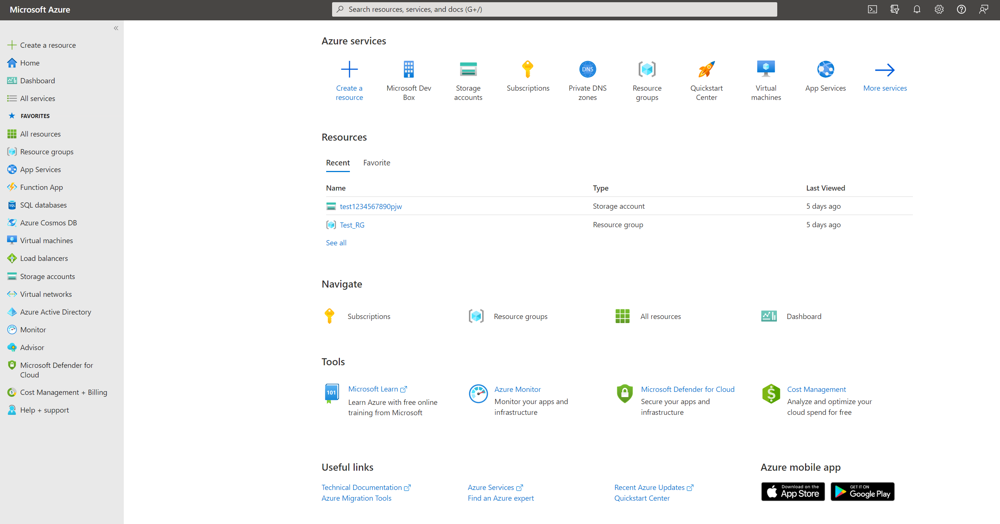 Microsoft Azure
Search resources, services, and docs (G+/)
Create a resource
Home
Dashboard
All services
FAVORITES
All resources
Resource groups
App Services
Function App
SQL
SQL databases
Azure Cosmos DB
Virtual machines
Load balancers
Storage accounts
Virtual networks
Azure Active Directory
Monitor
Advisor
Microsoft Defender for
Cloud
Cost Management + Billing
Help + support
Azure services
Create a
resource
Microsoft Dev
Box
Storage
accounts
Subscriptions
DNS
Private DNS
zones
Resource
groups
Quickstart
Center
Virtual
machines
App Services
More services
Resources
Recent Favorite
Name Type Last Viewed
test1234567890pjw Storage account 5 days ago
Test_RG Resource group 5 days ago
See all
Navigate
Subscriptions Resource groups All resources Dashboard
Tools
101
Microsoft Learn
Learn Azure with free online
training from Microsoft
Azure Monitor
Monitor your apps and
infrastructure
Microsoft Defender for Cloud
Secure your apps and
infrastructure
$
Cost Management
Analyze and optimize your
cloud spend for free
Useful links
Technical Documentation
Azure Migration Tools
Azure Services
Find an Azure expert
Recent Azure Updates
Quickstart Center
Azure mobile app
Download on the
App Store
GET IT ON
Google Play